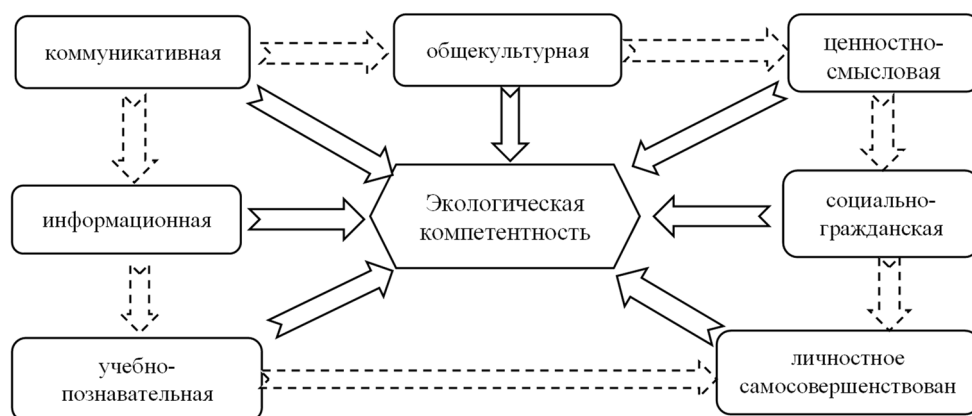 коммуникативная
общекультурная
ценностно-
смысловая
информационная
Экологическая
компетентность
социально-
гражданская
учебно-
познавательная
личностное
самосовершенствован